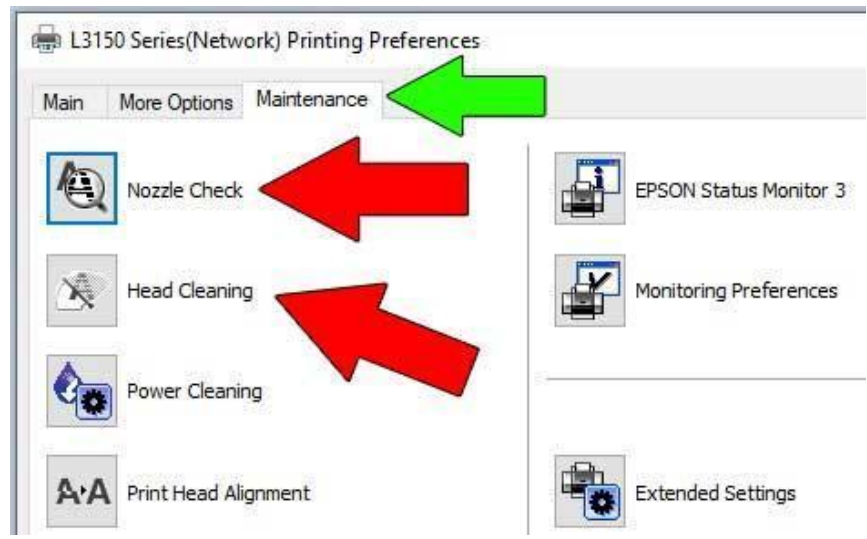 L3150 Series(Network) Printing Preferences
Main More Options Maintenance
Nozzle Check
Head Cleaning
Power Cleaning
A·A Print Head Alignment
EPSON Status Monitor 3
Monitoring Preferences
Extended Settings